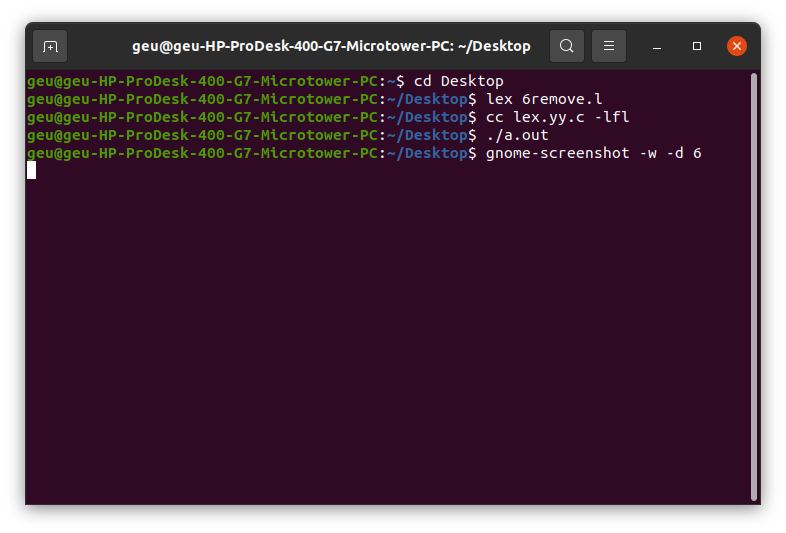 geu@geu-HP-ProDesk-400-G7-Microtower-PC: ~/Desktop
geu@geu-HP-ProDesk-400-G7-Microtower-PC:~$ cd Desktop
geu@geu-HP-ProDesk-400-G7-Microtower-PC:~/Desktop$ lex 6remove.l
geu@geu-HP-ProDesk-400-G7-Microtower-PC:~/Desktop$ cc lex.yy.c -lfl
geu@geu-HP-ProDesk-400-G7-Microtower-PC:~/Desktop$ ./a.out
geu@geu-HP-ProDesk-400-G7-Microtower-PC:~/Desktop$ gnome-screenshot -w -d 6